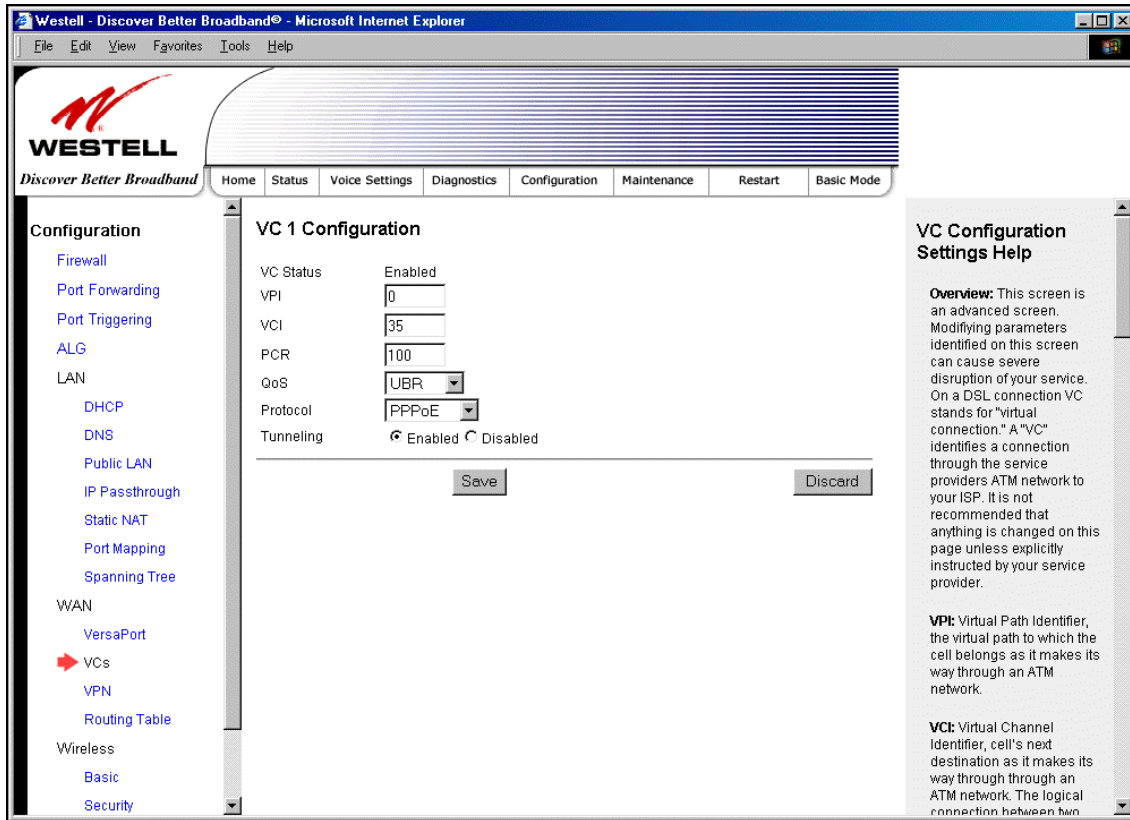 Westell - Discover Better Broadband® - Microsoft Internet Explorer
File Edit View Favorites Tools Help
WESTELL
Discover Better Broadband
Home Status Voice Settings Diagnostics Configuration Maintenance Restart Basic Mode
Configuration
Firewall
Port Forwarding
Port Triggering
ALG
LAN
DHCP
DNS
Public LAN
IP Passthrough
Static NAT
Port Mapping
Spanning Tree
WAN
VersaPort
VCs
VPN
Routing Table
Wireless
Basic
Security
VC 1 Configuration
VC Status Enabled
VPI 0
VCI 35
PCR 100
QoS UBR
Protocol PPPoE
Tunneling Enabled Disabled
Save Discard
VC Configuration
Settings Help
Overview: This screen is
an advanced screen.
Modifiying parameters
identified on this screen
can cause severe
disruption of your service.
On a DSL connection VC
stands for "virtual
connection." A "VC"
identifies a connection
through the service
providers ATM network to
your ISP. It is not
recommended that
anything is changed on this
page unless explicitly
instructed by your service
provider.
VPI: Virtual Path Identifier,
the virtual path to which the
cell belongs as it makes its
way through an ATM
network.
VCI: Virtual Channel
Identifier, cell's next
destination as it makes its
way through through an
ATM network. The logical
connection between two